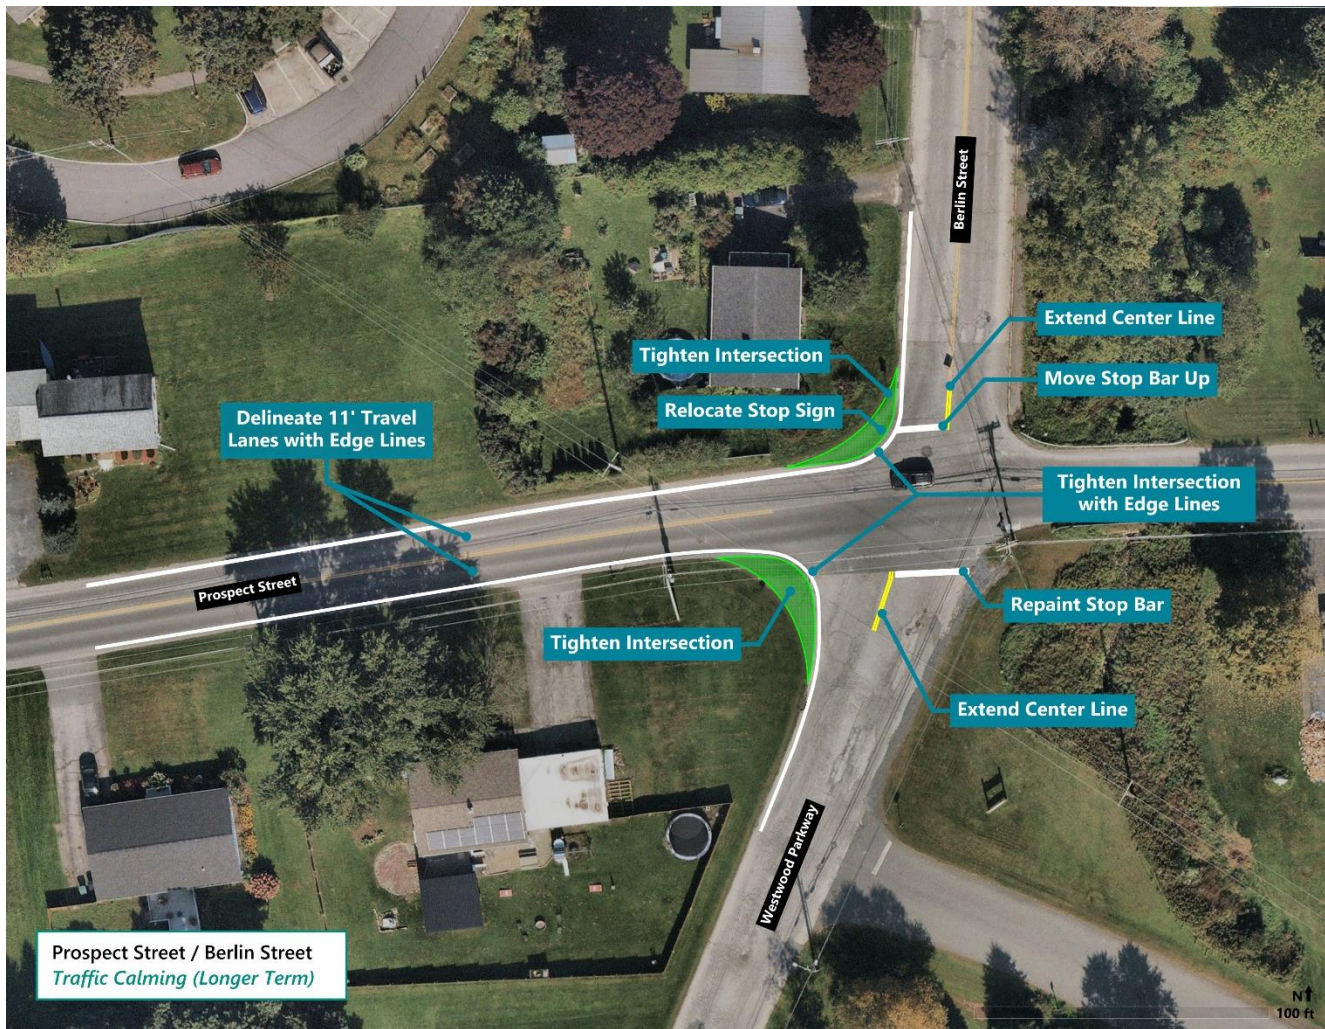 Berlin Street
Extend Center Line
Tighten Intersection
Move Stop Bar Up
Relocate Stop Sign
Delineate 11' Travel
Lanes with Edge Lines
Tighten Intersection
with Edge Lines
Prospect Street
Repaint Stop Bar
Tighten Intersection
Extend Center Line
Westwood Parkway
Prospect Street / Berlin Street
Traffic Calming (Longer Term)
N
100 ft